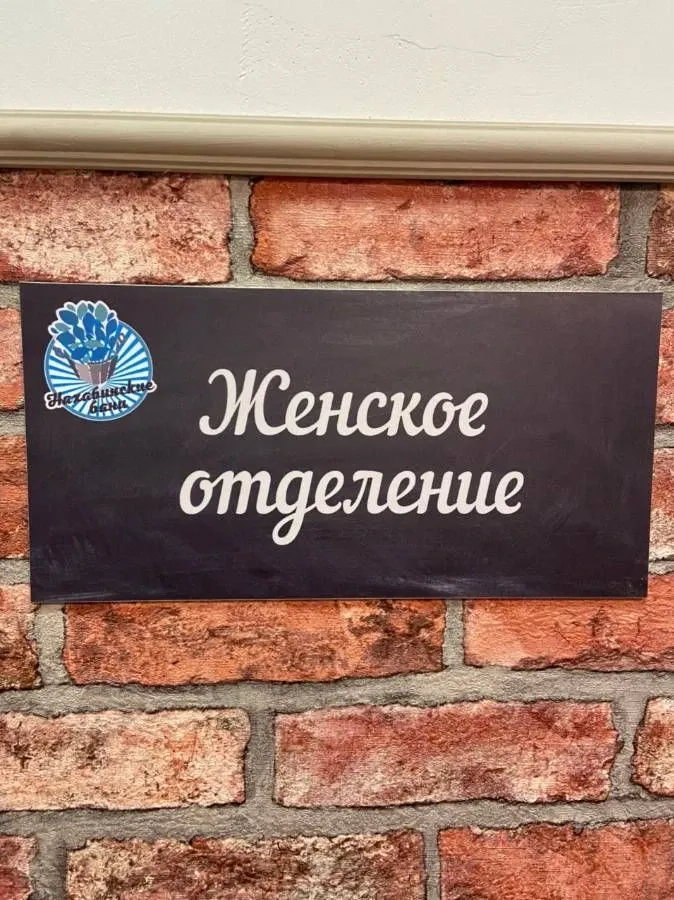 Нахабинские
бани
Женское
отделение